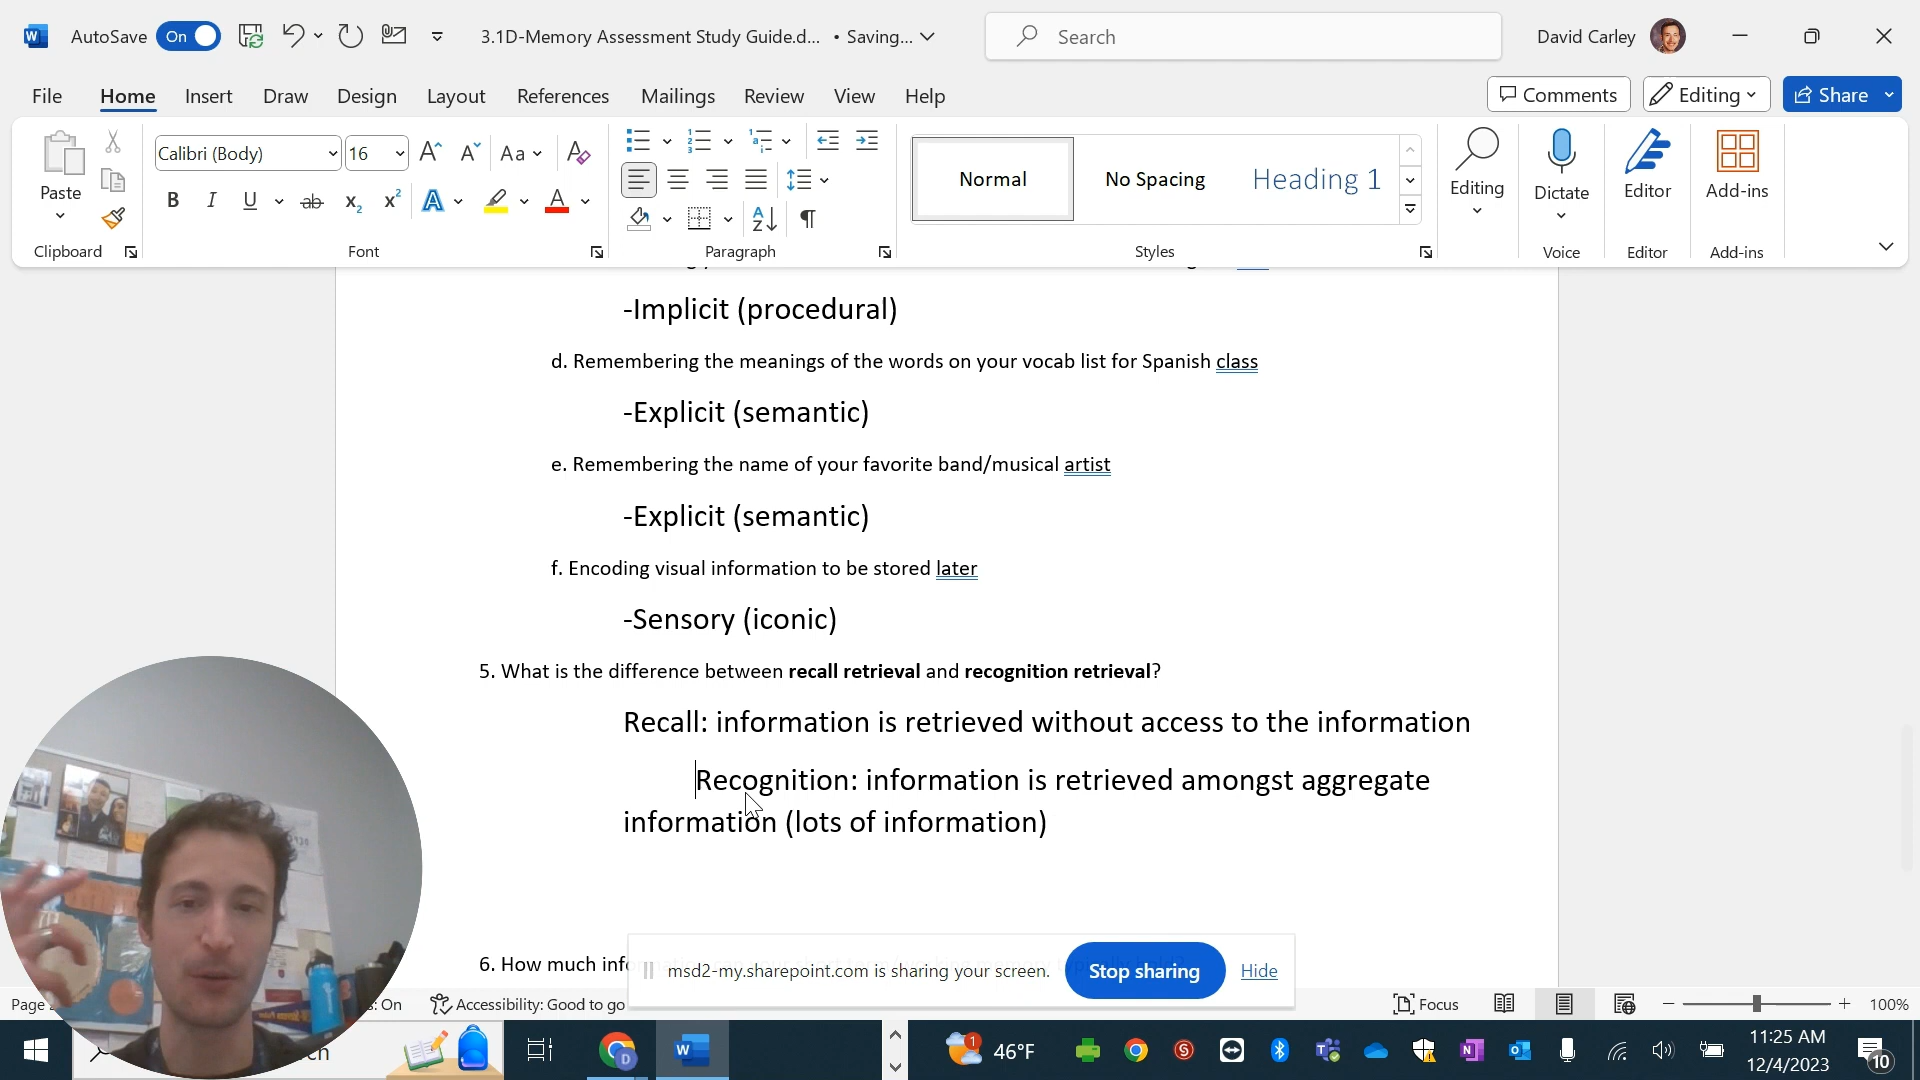 AutoSave On 3.1D-Memory Assessment Study Guide.d... • Saving... Search David Carley
File Home Insert Draw Design Layout References Mailings Review View Help Comments Editing Share
Paste Calibri (Body) 16 Aa Normal No Spacing Heading 1 Editing Dictate Editor Add-ins
Clipboard Font Paragraph Styles Voice Editor Add-ins
-Implicit (procedural)
d. Remembering the meanings of the words on your vocab list for Spanish class
-Explicit (semantic)
e. Remembering the name of your favorite band/musical artist
-Explicit (semantic)
f. Encoding visual information to be stored later
-Sensory (iconic)
5. What is the difference between recall retrieval and recognition retrieval?
Recall: information is retrieved without access to the information
Recognition: information is retrieved amongst aggregate
information (lots of information)
6. How much
msd2-my.sharepoint.com is sharing your screen. Stop sharing Hide
Page On Accessibility: Good to go Focus 100%
46°F 11:25 AM
12/4/2023
10